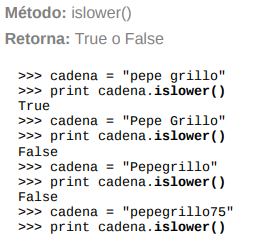 Método: islower()
Retorna: True o False
>>> cadena = "pepe grillo"
>>> print cadena.islower()
True
>>> cadena = "Pepe Grillo"
>>> print cadena.islower()
False
>>> cadena = "Pepegrillo"
>>> print cadena.islower()
False
>>> cadena = "pepegrillo75"
>>> print cadena.islower()